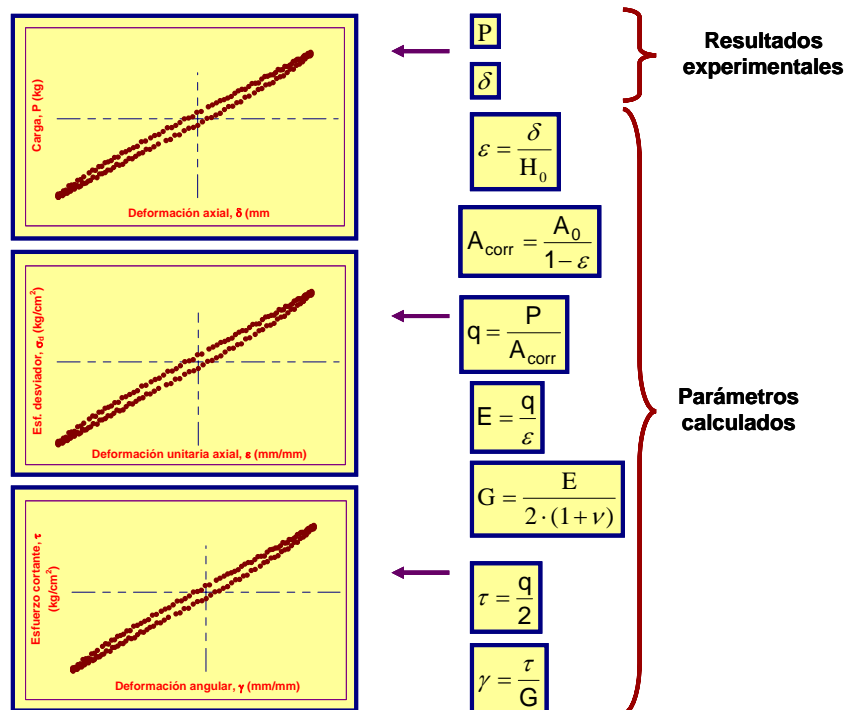 Carga, P (kg)
Deformación axial, δ (mm
Esf. desviador, σd (kg/cm²)
Deformación unitaria axial, ε (mm/mm)
Esfuerzo cortante, τ
(kg/cm²)
Deformación angular, γ (mm/mm)
P
δ
ε = δ / H₀
A_corr = A₀ / 1 − ε
q = P / A_corr
E = q / ε
G = E / 2 · (1 + ν)
τ = q / 2
γ = τ / G
Resultados
experimentales
Parámetros
calculados